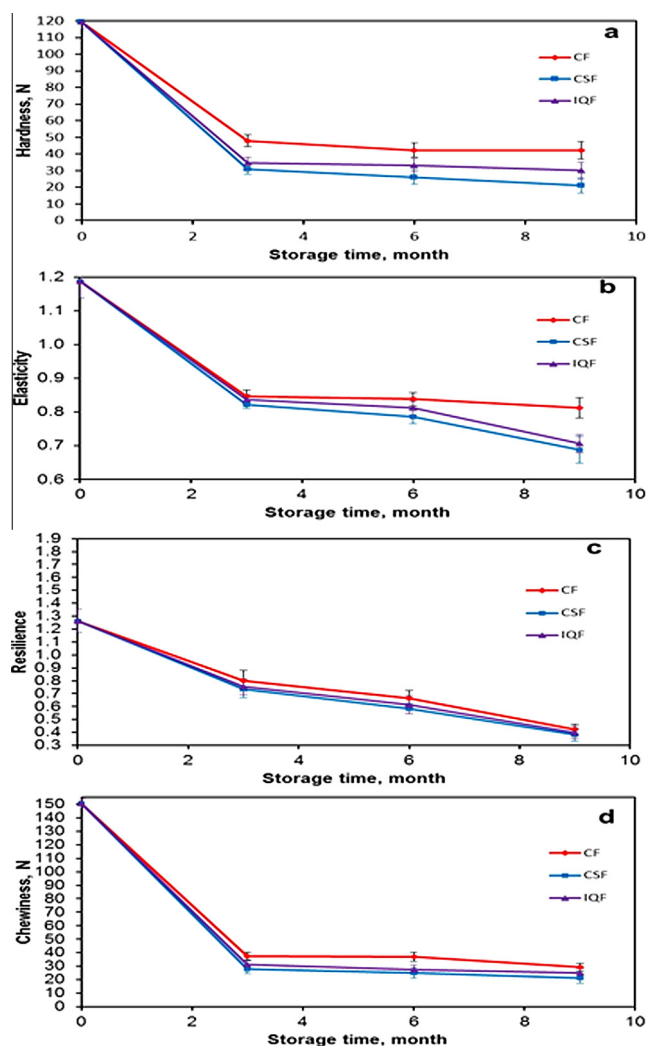 120
110
100
90
80
70
60
50
40
30
20
10
0
Hardness, N
a
CF
CSF
IQF
0 2 4 6 8 10
Storage time, month
1.2
1.1
1.0
0.9
0.8
0.7
0.6
Elasticity
b
CF
CSF
IQF
0 2 4 6 8 10
Storage time, month
1.9
1.8
1.7
1.6
1.5
1.4
1.3
1.2
1.1
1.0
0.9
0.8
0.7
0.6
0.5
0.4
0.3
Resilience
c
CF
CSF
IQF
0 2 4 6 8 10
Storage time, month
150
140
130
120
110
100
90
80
70
60
50
40
30
20
10
0
Chewiness, N
d
CF
CSF
IQF
0 2 4 6 8 10
Storage time, month